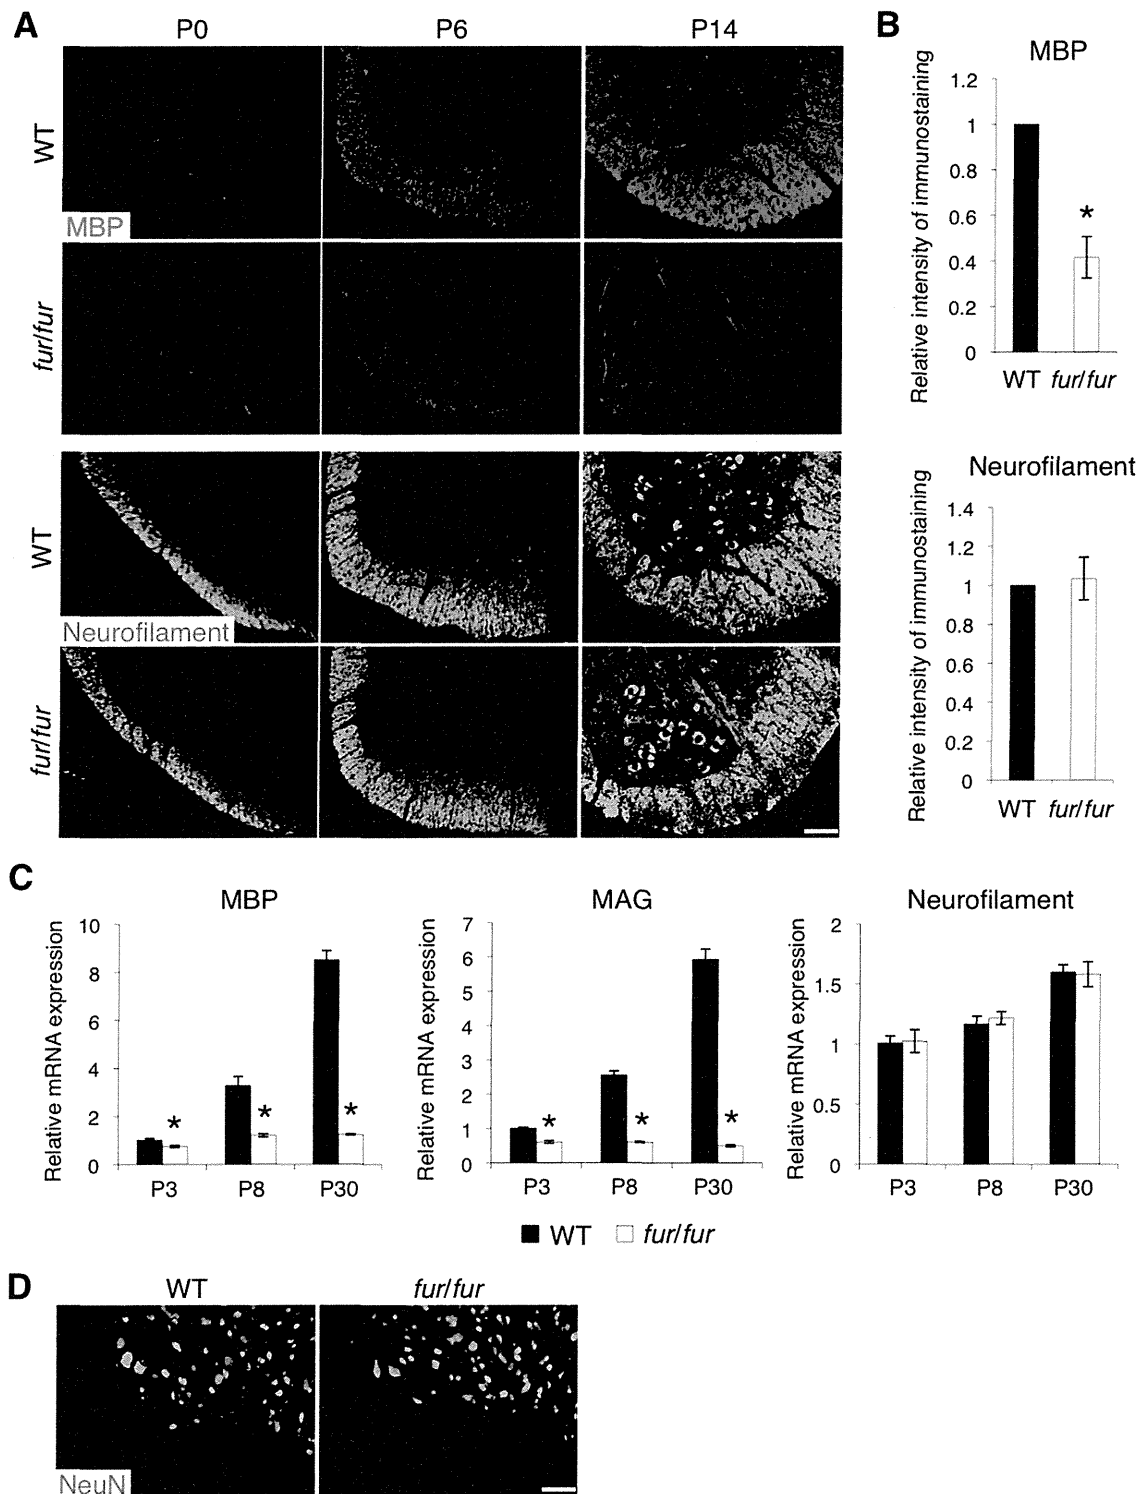 A
P0
P6
P14
WT
MBP
fur/fur
WT
Neurofilament
fur/fur
B
MBP
Relative intensity of immunostaining
1.2
1
0.8
0.6
0.4
0.2
0
*
WT fur/fur
Neurofilament
Relative intensity of immunostaining
1.4
1.2
1
0.8
0.6
0.4
0.2
0
WT fur/fur
C
MBP
Relative mRNA expression
10
8
6
4
2
0
* * *
P3 P8 P30
MAG
Relative mRNA expression
7
6
5
4
3
2
1
0
* * *
P3 P8 P30
Neurofilament
Relative mRNA expression
2
1.5
1
0.5
0
P3 P8 P30
WT fur/fur
D
WT
fur/fur
NeuN